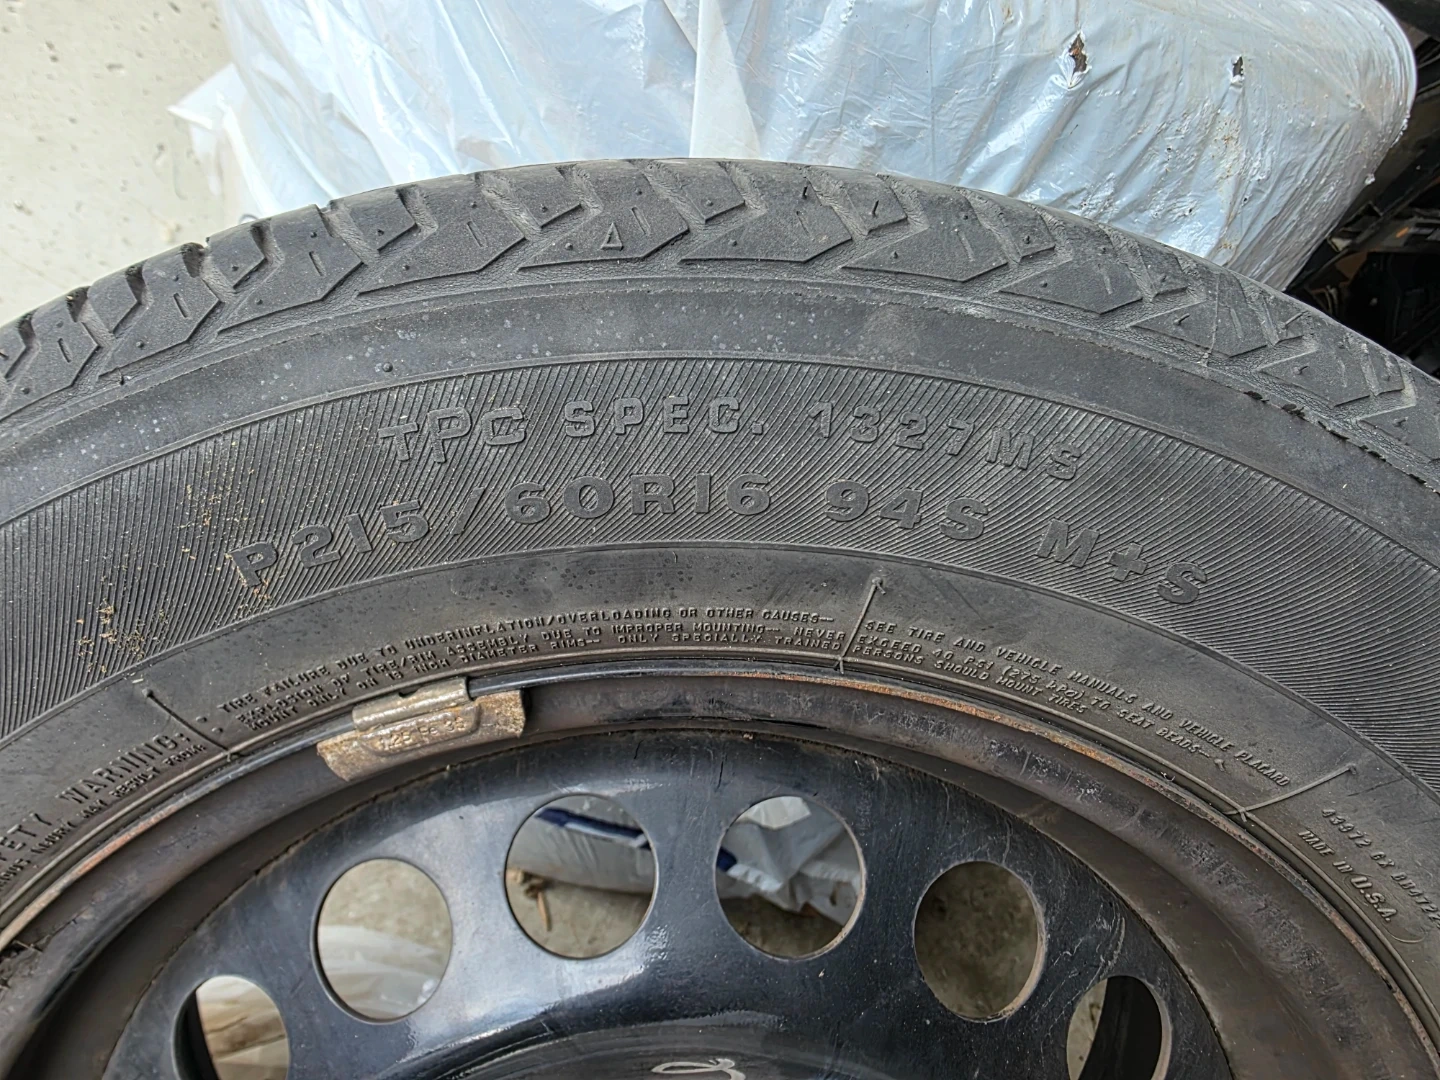 TPC SPEC. 1327MS
P215/60R16 94S M+S
SAFETY WARNING:
TIRE FAILURE DUE TO UNDERINFLATION/OVERLOADING OR OTHER CAUSES—
EXPLOSION OF TIRE/RIM ASSEMBLY DUE TO IMPROPER MOUNTING— NEVER
MOUNT ONLY ON 16 INCH DIAMETER RIMS— ONLY SPECIALLY TRAINED
SEE TIRE AND VEHICLE MANUALS AND VEHICLE PLACARD
EXCEED 40 PSI (275 kPa) TO SEAT BEADS—
PERSONS SHOULD MOUNT TIRES
MADE IN U.S.A.